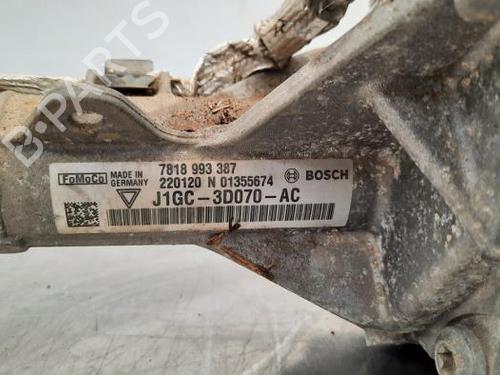 B-Parts
FoMoCo MADE IN GERMANY 7818 993 387
220120 N 01355674 BOSCH
J1GC-3D070-AC